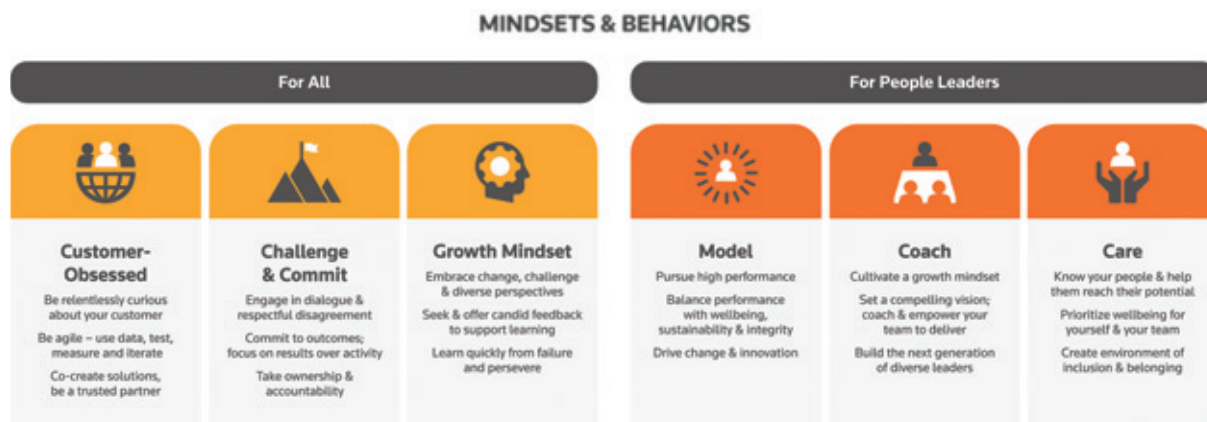 MINDSETS & BEHAVIORS
For All
Customer-
Obsessed
Be relentlessly curious
about your customer
Be agile – use data, test,
measure and iterate
Co-create solutions,
be a trusted partner
Challenge
& Commit
Engage in dialogue &
respectful disagreement
Commit to outcomes;
focus on results over activity
Take ownership &
accountability
Growth Mindset
Embrace change, challenge
& diverse perspectives
Seek & offer candid feedback
to support learning
Learn quickly from failure
and persevere
For People Leaders
Model
Pursue high performance
Balance performance
with wellbeing,
sustainability & integrity
Drive change & innovation
Coach
Cultivate a growth mindset
Set a compelling vision;
coach & empower your
team to deliver
Build the next generation
of diverse leaders
Care
Know your people & help
them reach their potential
Prioritize wellbeing for
yourself & your team
Create environment of
inclusion & belonging